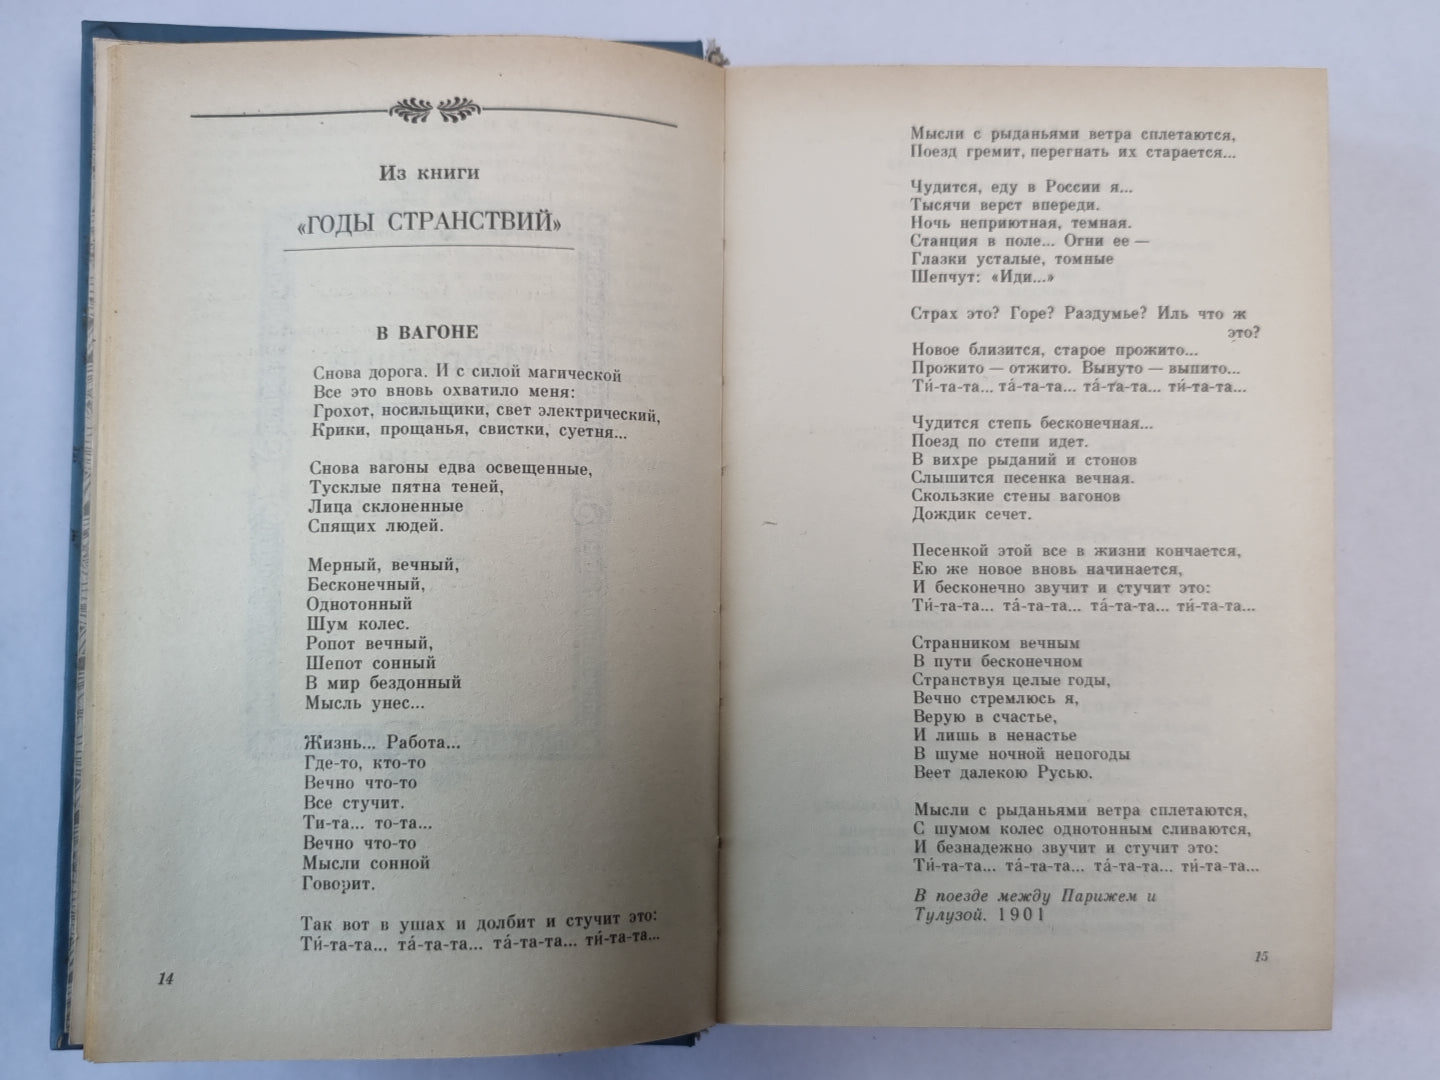 Из книги
«ГОДЫ СТРАНСТВИЙ»
В ВАГОНЕ
Снова дорога. И с силой магической
Все это вновь охватило меня:
Грохот, носильщики, свет электрический,
Крики, прощанья, свистки, суетня...
Снова вагоны едва освещенные,
Тусклые пятна теней,
Лица склоненные
Спящих людей.
Мерный, вечный,
Бесконечный,
Однотонный
Шум колес.
Ропот вечный,
Шепот сонный
В мир бездонный
Мысль унес...
Жизнь... Работа...
Где-то, кто-то
Вечно что-то
Все стучит.
Ти-та... то-та...
Вечно что-то
Мысли сонной
Говорит.
Так вот в ушах и долбит и стучит это:
Ти́-та-та... та́-та-та... та́-та-та... ти́-та-та...
14
Мысли с рыданьями ветра сплетаются,
Поезд гремит, перегнать их старается...
Чудится, еду в России я...
Тысячи верст впереди.
Ночь неприютная, темная.
Станция в поле... Огни ее —
Глазки усталые, томные
Шепчут: «Иди...»
Страх это? Горе? Раздумье? Иль что ж
это?
Новое близится, старое прожито...
Прожито — отжито. Вынуто — выпито...
Ти́-та-та... та́-та-та... та́-та-та... ти́-та-та...
Чудится степь бесконечная...
Поезд по степи идет.
В вихре рыданий и стонов
Слышится песенка вечная.
Скользкие стены вагонов
Дождик сечет.
Песенкой этой все в жизни кончается,
Ею же новое вновь начинается,
И бесконечно звучит и стучит это:
Ти́-та-та... та́-та-та... та́-та-та... ти́-та-та...
Странником вечным
В пути бесконечном
Странствуя целые годы,
Вечно стремлюсь я,
Верую в счастье,
И лишь в ненастье
В шуме ночной непогоды
Веет далекою Русью.
Мысли с рыданьями ветра сплетаются,
С шумом колес однотонным сливаются,
И безнадежно звучит и стучит это:
Ти́-та-та... та́-та-та... та́-та-та... ти́-та-та...
В поезде между Парижем и
Тулузой. 1901
15